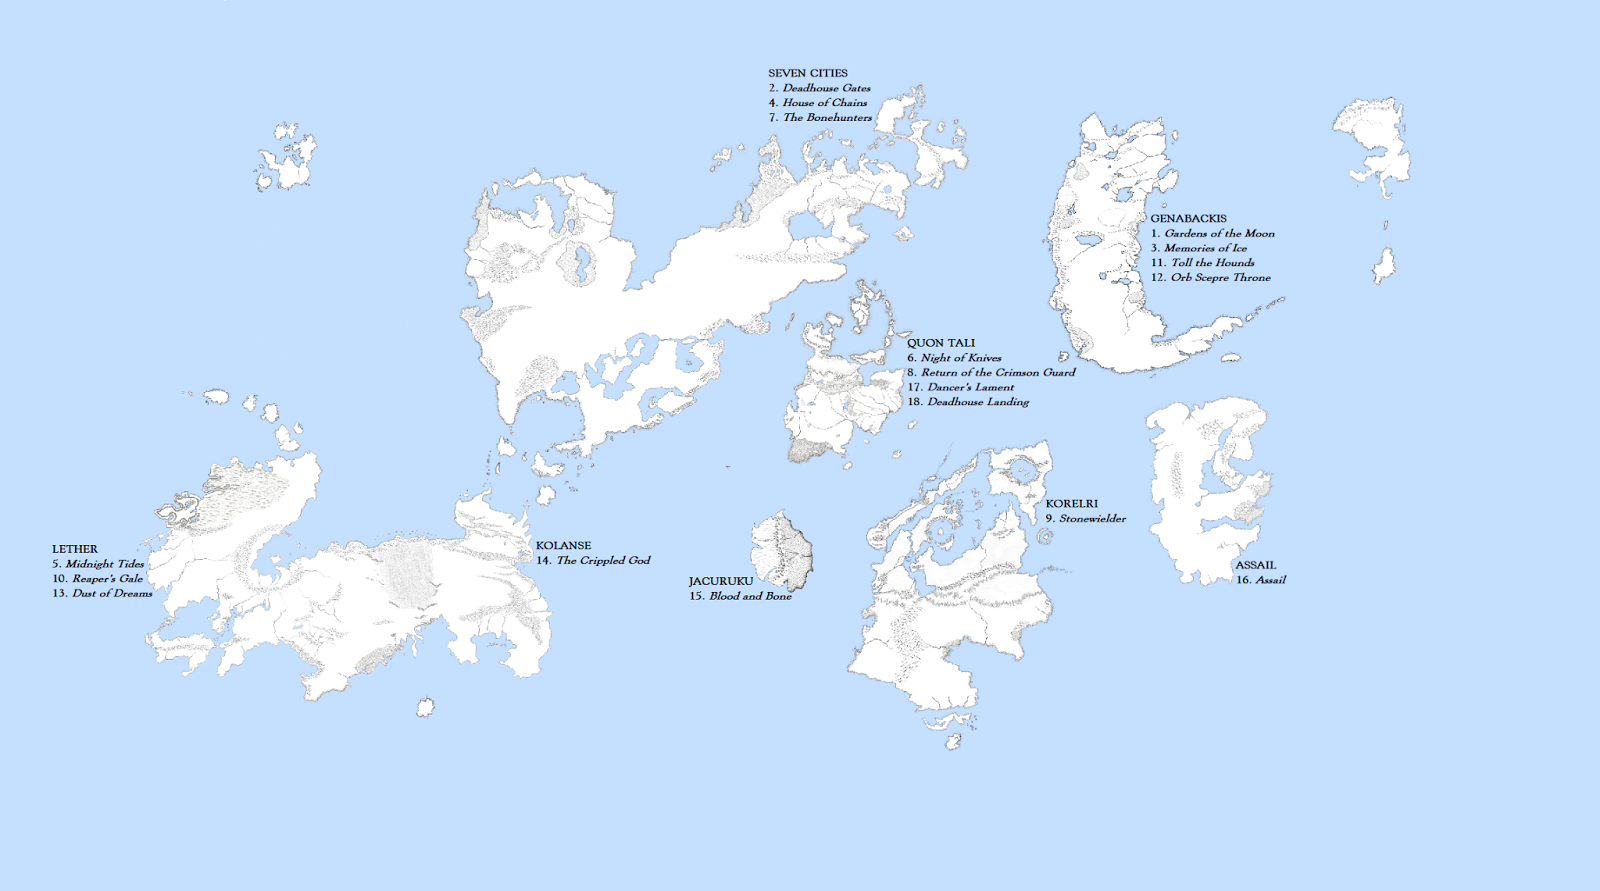 SEVEN CITIES
2. Deadhouse Gates
4. House of Chains
7. The Bonehunters
GENABACKIS
1. Gardens of the Moon
3. Memories of Ice
11. Toll the Hounds
12. Orb Scepre Throne
QUON TALI
6. Night of Knives
8. Return of the Crimson Guard
17. Dancer's Lament
18. Deadhouse Landing
KORELRI
9. Stonewielder
LETHER
5. Midnight Tides
10. Reaper's Gale
13. Dust of Dreams
KOLANSE
14. The Crippled God
JACURUKU
15. Blood and Bone
ASSAIL
16. Assail